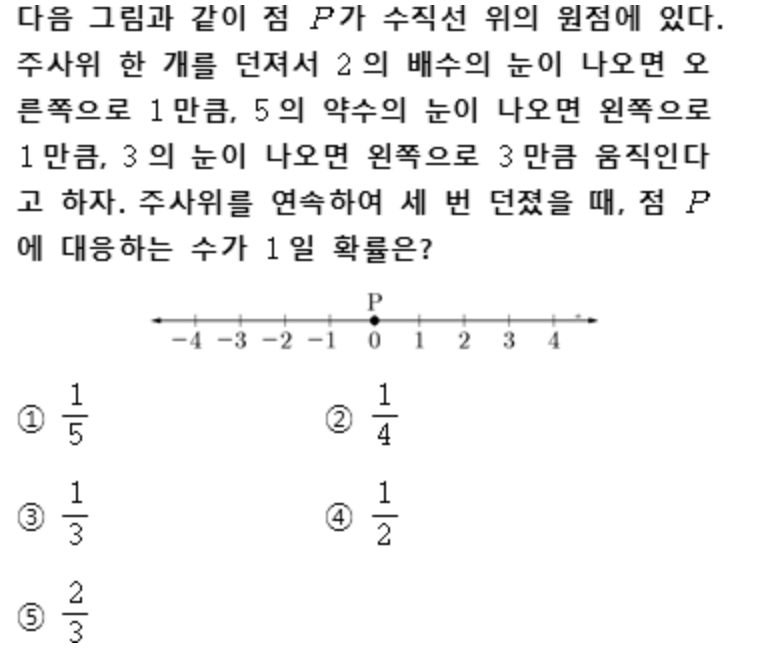 다음 그림과 같이 점 P가 수직선 위의 원점에 있다.
주사위 한 개를 던져서 2의 배수의 눈이 나오면 오
른쪽으로 1만큼, 5의 약수의 눈이 나오면 왼쪽으로
1만큼, 3의 눈이 나오면 왼쪽으로 3만큼 움직인다
고 하자. 주사위를 연속하여 세 번 던졌을 때, 점 P
에 대응하는 수가 1일 확률은?
P
-4 -3 -2 -1 0 1 2 3 4
① 1/5 ② 1/4
③ 1/3 ④ 1/2
⑤ 2/3